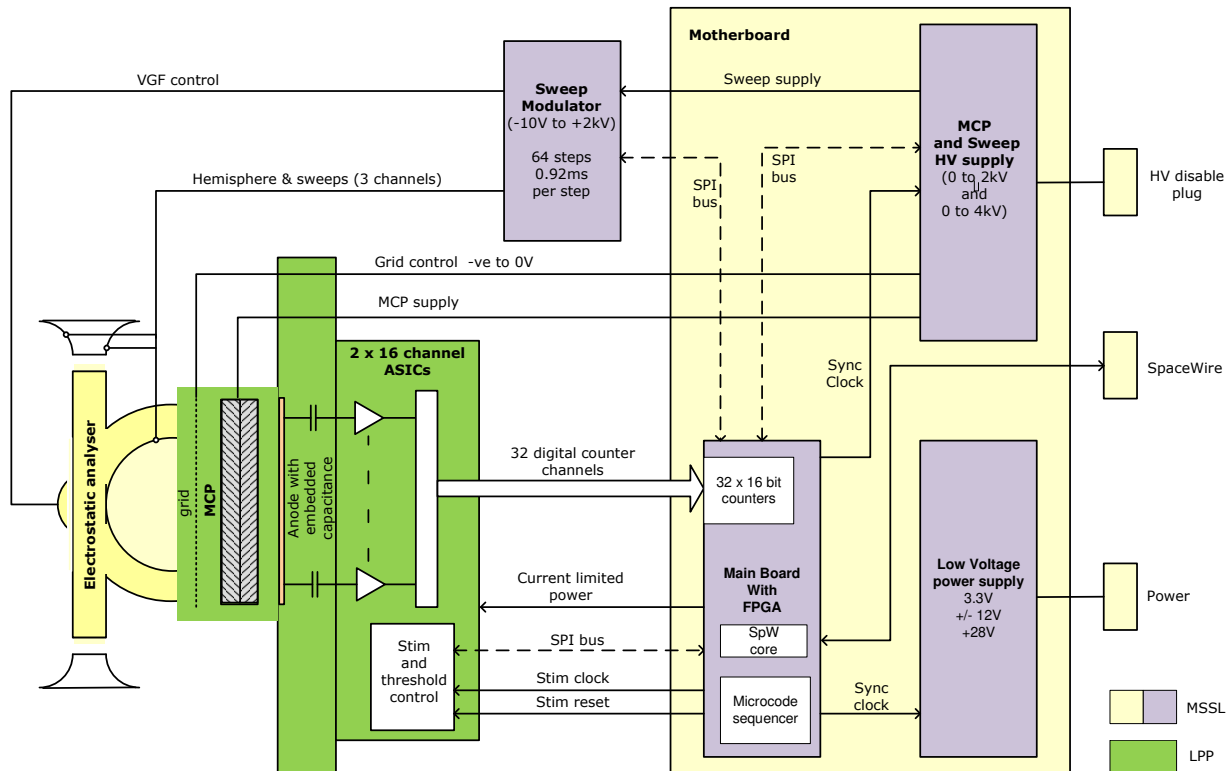 Motherboard
VGF control
Sweep
Modulator
(-10V to +2kV)
64 steps
0.92ms
per step
Sweep supply
MCP
and Sweep
HV supply
(0 to 2kV
and
0 to 4kV)
SPI
bus
SPI
bus
HV disable
plug
Hemisphere & sweeps (3 channels)
Grid control -ve to 0V
MCP supply
2 x 16 channel
ASICs
Sync
Clock
SpaceWire
Electrostatic analyser
grid
MCP
Anode with
embedded
capacitance
32 digital counter
channels
32 x 16 bit
counters
Main Board
With
FPGA
Low Voltage
power supply
3.3V
+/- 12V
+28V
Power
Current limited
power
SpW
core
Stim
and
threshold
control
SPI bus
Stim clock
Stim reset
Microcode
sequencer
Sync
clock
MSSL
LPP